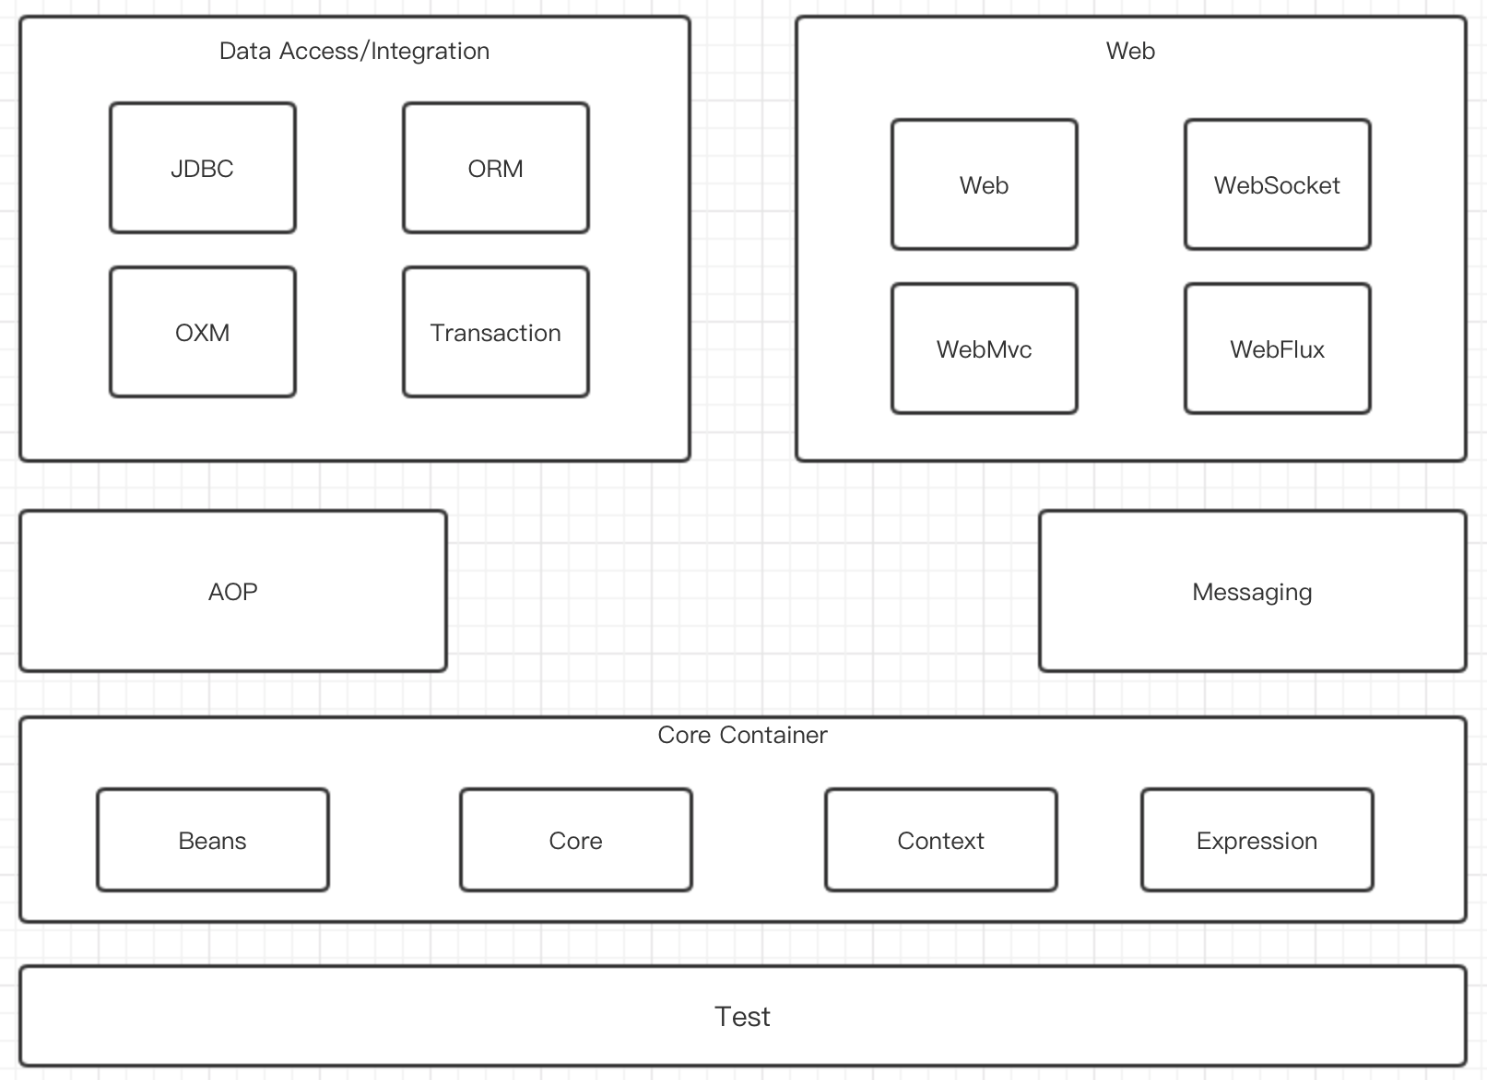 Data Access/Integration
JDBC
ORM
OXM
Transaction
Web
Web
WebSocket
WebMvc
WebFlux
AOP
Messaging
Core Container
Beans
Core
Context
Expression
Test